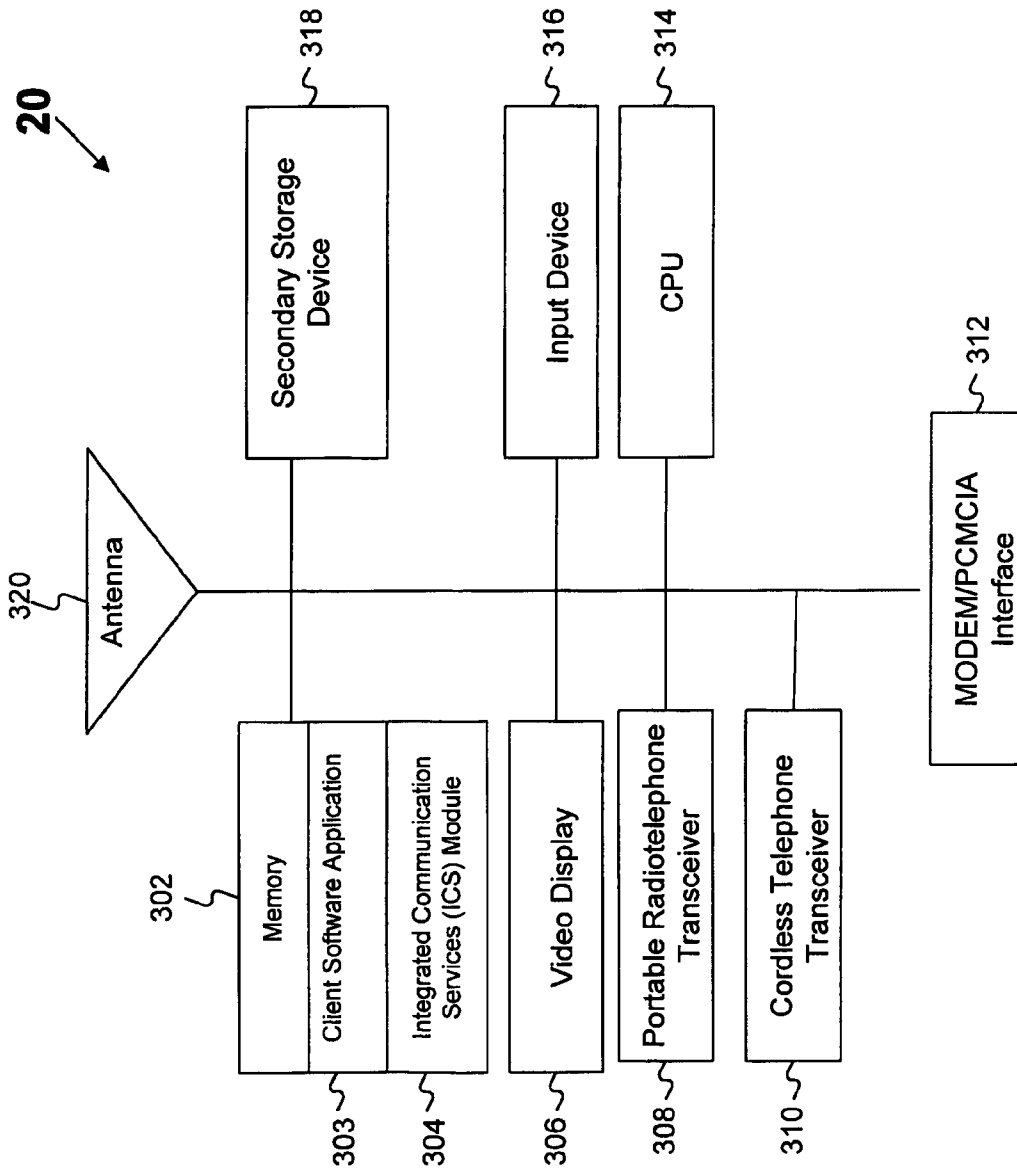 20
320
Antenna
302
Memory
303
Client Software Application
304
Integrated Communication
Services (ICS) Module
318
Secondary Storage
Device
306
Video Display
316
Input Device
308
Portable Radiotelephone
Transceiver
314
CPU
310
Cordless Telephone
Transceiver
312
MODEM/PCMCIA
Interface